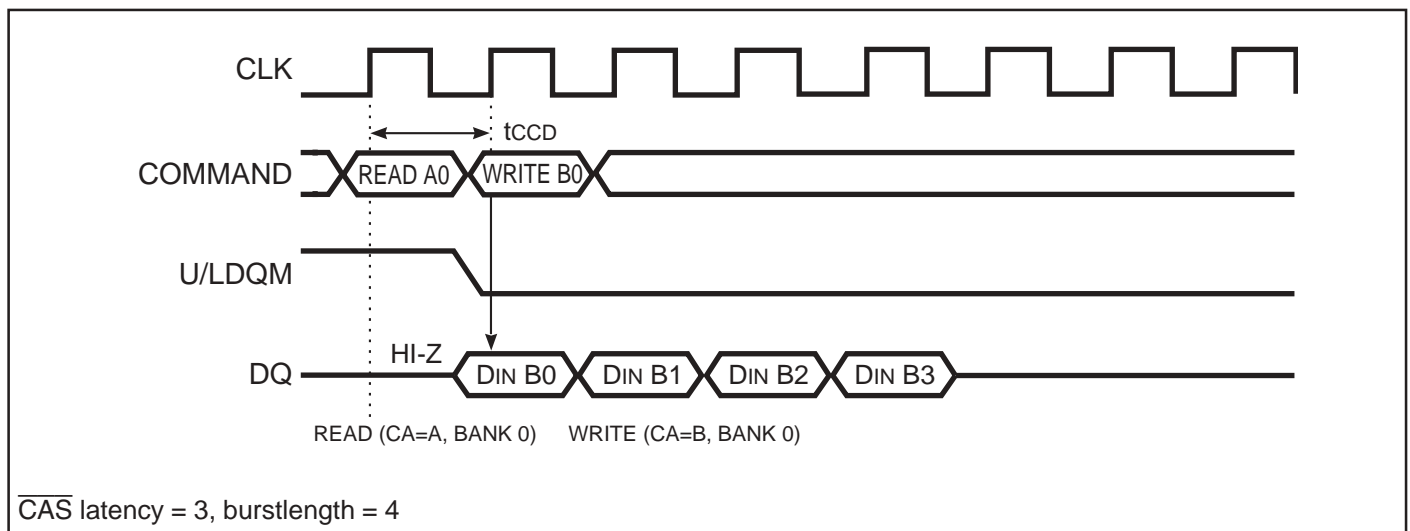 CLK
tCCD
COMMAND READ A0 WRITE B0
U/LDQM
HI-Z
DQ DIN B0 DIN B1 DIN B2 DIN B3
READ (CA=A, BANK 0) WRITE (CA=B, BANK 0)
CAS latency = 3, burstlength = 4